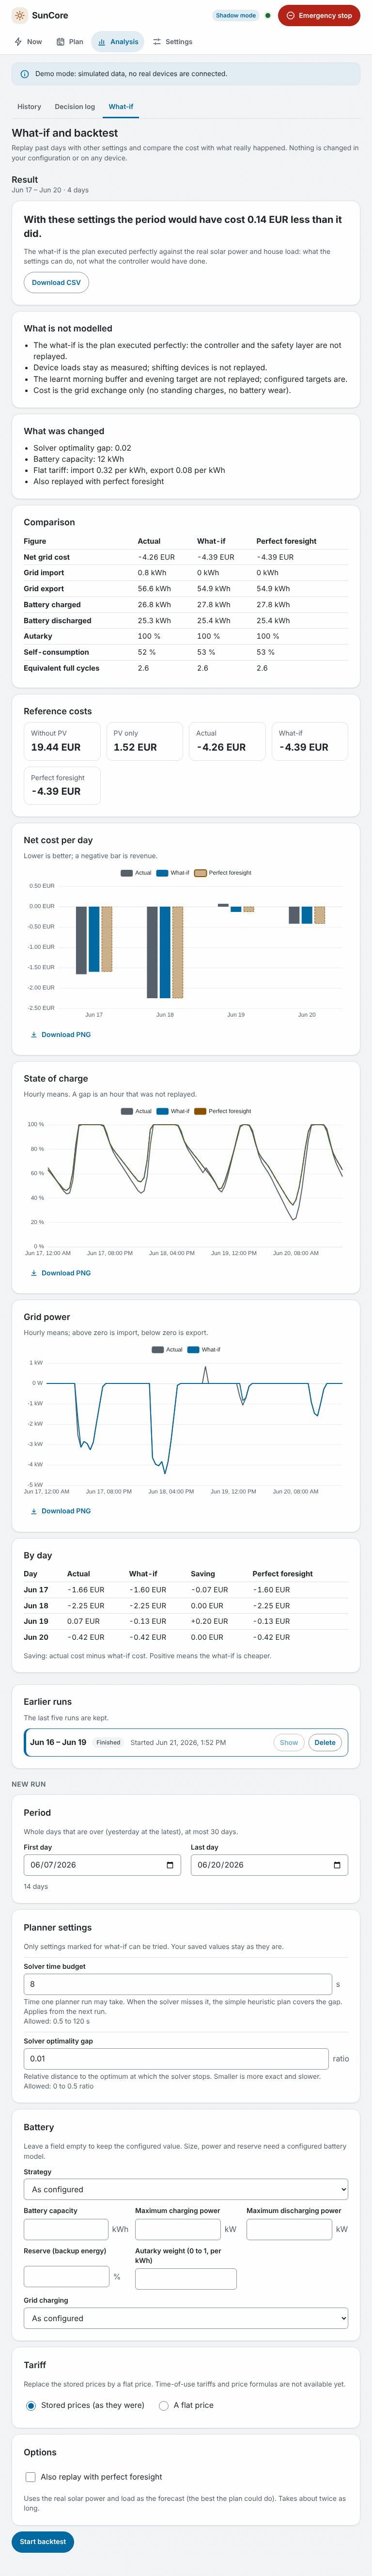 SunCore
Shadow mode
Emergency stop
Now
Plan
Analysis
Settings
Demo mode: simulated data, no real devices are connected.
History
Decision log
What-if
What-if and backtest
Replay past days with other settings and compare the cost with what really happened. Nothing is changed in
your configuration or on any device.
Result
Jun 17 – Jun 20 · 4 days
With these settings the period would have cost 0.14 EUR less than it
did.
The what-if is the plan executed perfectly against the real solar power and house load: what the
settings can do, not what the controller would have done.
Download CSV
What is not modelled
• The what-if is the plan executed perfectly: the controller and the safety layer are not
replayed.
• Device loads stay as measured; shifting devices is not replayed.
• The learnt morning buffer and evening target are not replayed; configured targets are.
• Cost is the grid exchange only (no standing charges, no battery wear).
What was changed
• Solver optimality gap: 0.02
• Battery capacity: 12 kWh
• Flat tariff: import 0.32 per kWh, export 0.08 per kWh
• Also replayed with perfect foresight
Comparison
Figure Actual What-if Perfect foresight
Net grid cost -4.26 EUR -4.39 EUR -4.39 EUR
Grid import 0.8 kWh 0 kWh 0 kWh
Grid export 56.6 kWh 54.9 kWh 54.9 kWh
Battery charged 26.8 kWh 27.8 kWh 27.8 kWh
Battery discharged 25.3 kWh 25.4 kWh 25.4 kWh
Autarky 100 % 100 % 100 %
Self-consumption 52 % 53 % 53 %
Equivalent full cycles 2.6 2.6 2.6
Reference costs
Without PV
19.44 EUR
PV only
1.52 EUR
Actual
-4.26 EUR
What-if
-4.39 EUR
Perfect foresight
-4.39 EUR
Net cost per day
Lower is better; a negative bar is revenue.
Actual What-if Perfect foresight
0.50 EUR
0.00 EUR
-0.50 EUR
-1.00 EUR
-1.50 EUR
-2.00 EUR
-2.50 EUR
Jun 17 Jun 18 Jun 19 Jun 20
Download PNG
State of charge
Hourly means. A gap is an hour that was not replayed.
Actual What-if Perfect foresight
100 %
80 %
60 %
40 %
20 %
0 %
Jun 17, 12:00 AM Jun 17, 08:00 PM Jun 18, 04:00 PM Jun 19, 12:00 PM Jun 20, 08:00 AM
Download PNG
Grid power
Hourly means; above zero is import, below zero is export.
Actual What-if
1 kW
0 W
-1 kW
-2 kW
-3 kW
-4 kW
-5 kW
Jun 17, 12:00 AM Jun 17, 08:00 PM Jun 18, 04:00 PM Jun 19, 12:00 PM Jun 20, 08:00 AM
Download PNG
By day
Day Actual What-if Saving Perfect foresight
Jun 17 -1.66 EUR -1.60 EUR -0.07 EUR -1.60 EUR
Jun 18 -2.25 EUR -2.25 EUR 0.00 EUR -2.25 EUR
Jun 19 0.07 EUR -0.13 EUR +0.20 EUR -0.13 EUR
Jun 20 -0.42 EUR -0.42 EUR 0.00 EUR -0.42 EUR
Saving: actual cost minus what-if cost. Positive means the what-if is cheaper.
Earlier runs
The last five runs are kept.
Jun 16 – Jun 19 Finished Started Jun 21, 2026, 1:52 PM Show Delete
NEW RUN
Period
Whole days that are over (yesterday at the latest), at most 30 days.
First day
06/07/2026
Last day
06/20/2026
14 days
Planner settings
Only settings marked for what-if can be tried. Your saved values stay as they are.
Solver time budget
8 s
Time one planner run may take. When the solver misses it, the simple heuristic plan covers the gap.
Applies from the next run.
Allowed: 0.5 to 120 s
Solver optimality gap
0.01 ratio
Relative distance to the optimum at which the solver stops. Smaller is more exact and slower.
Allowed: 0 to 0.5 ratio
Battery
Leave a field empty to keep the configured value. Size, power and reserve need a configured battery
model.
Strategy
As configured
Battery capacity
kWh
Maximum charging power
kW
Maximum discharging power
kW
Reserve (backup energy)
%
Autarky weight (0 to 1, per
kWh)
Grid charging
As configured
Tariff
Replace the stored prices by a flat price. Time-of-use tariffs and price formulas are not available yet.
Stored prices (as they were)
A flat price
Options
Also replay with perfect foresight
Uses the real solar power and load as the forecast (the best the plan could do). Takes about twice as
long.
Start backtest